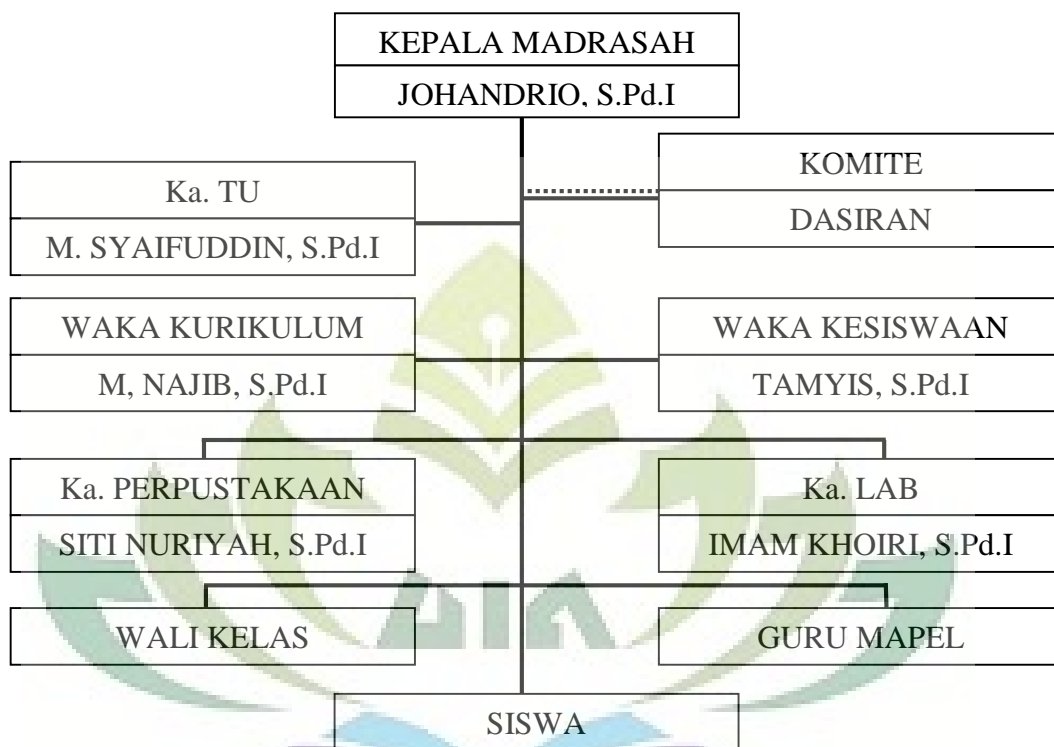 KEPALA MADRASAH
JOHANDRIO, S.Pd.I
Ka. TU
M. SYAIFUDDIN, S.Pd.I
KOMITE
DASIRAN
WAKA KURIKULUM
M, NAJIB, S.Pd.I
WAKA KESISWAAN
TAMYIS, S.Pd.I
Ka. PERPUSTAKAAN
SITI NURIYAH, S.Pd.I
Ka. LAB
IMAM KHOIRI, S.Pd.I
WALI KELAS
GURU MAPEL
SISWA